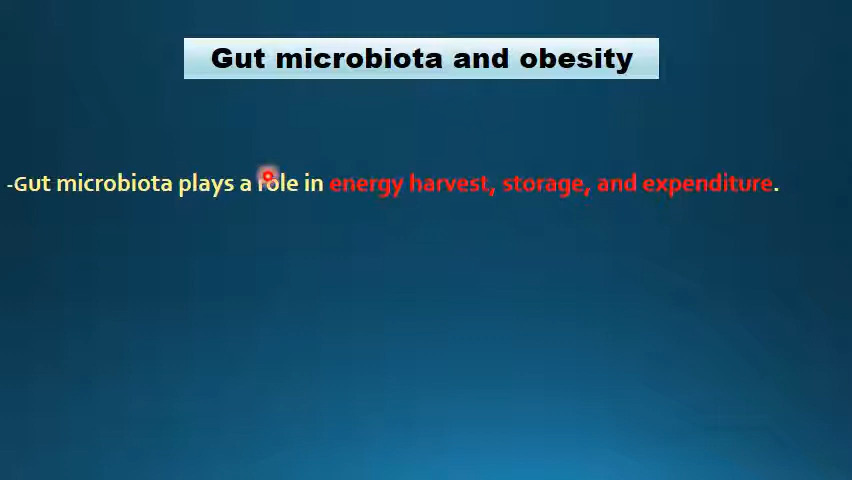 Gut microbiota and obesity
-Gut microbiota plays a role in energy harvest, storage, and expenditure.